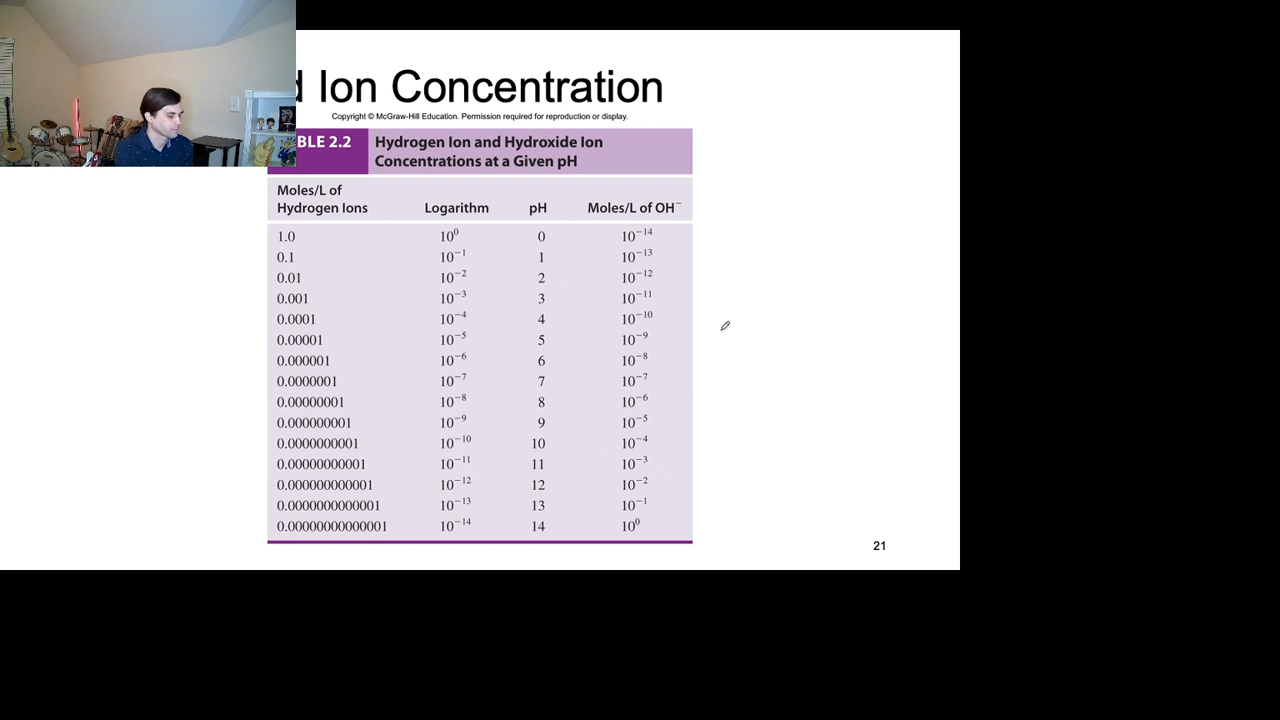 d Ion Concentration
Copyright © McGraw-Hill Education. Permission required for reproduction or display.
BLE 2.2 Hydrogen Ion and Hydroxide Ion
Concentrations at a Given pH
Moles/L of
Hydrogen Ions Logarithm pH Moles/L of OH⁻
1.0 10⁰ 0 10⁻¹⁴
0.1 10⁻¹ 1 10⁻¹³
0.01 10⁻² 2 10⁻¹²
0.001 10⁻³ 3 10⁻¹¹
0.0001 10⁻⁴ 4 10⁻¹⁰
0.00001 10⁻⁵ 5 10⁻⁹
0.000001 10⁻⁶ 6 10⁻⁸
0.0000001 10⁻⁷ 7 10⁻⁷
0.00000001 10⁻⁸ 8 10⁻⁶
0.000000001 10⁻⁹ 9 10⁻⁵
0.0000000001 10⁻¹⁰ 10 10⁻⁴
0.00000000001 10⁻¹¹ 11 10⁻³
0.000000000001 10⁻¹² 12 10⁻²
0.0000000000001 10⁻¹³ 13 10⁻¹
0.00000000000001 10⁻¹⁴ 14 10⁰
21